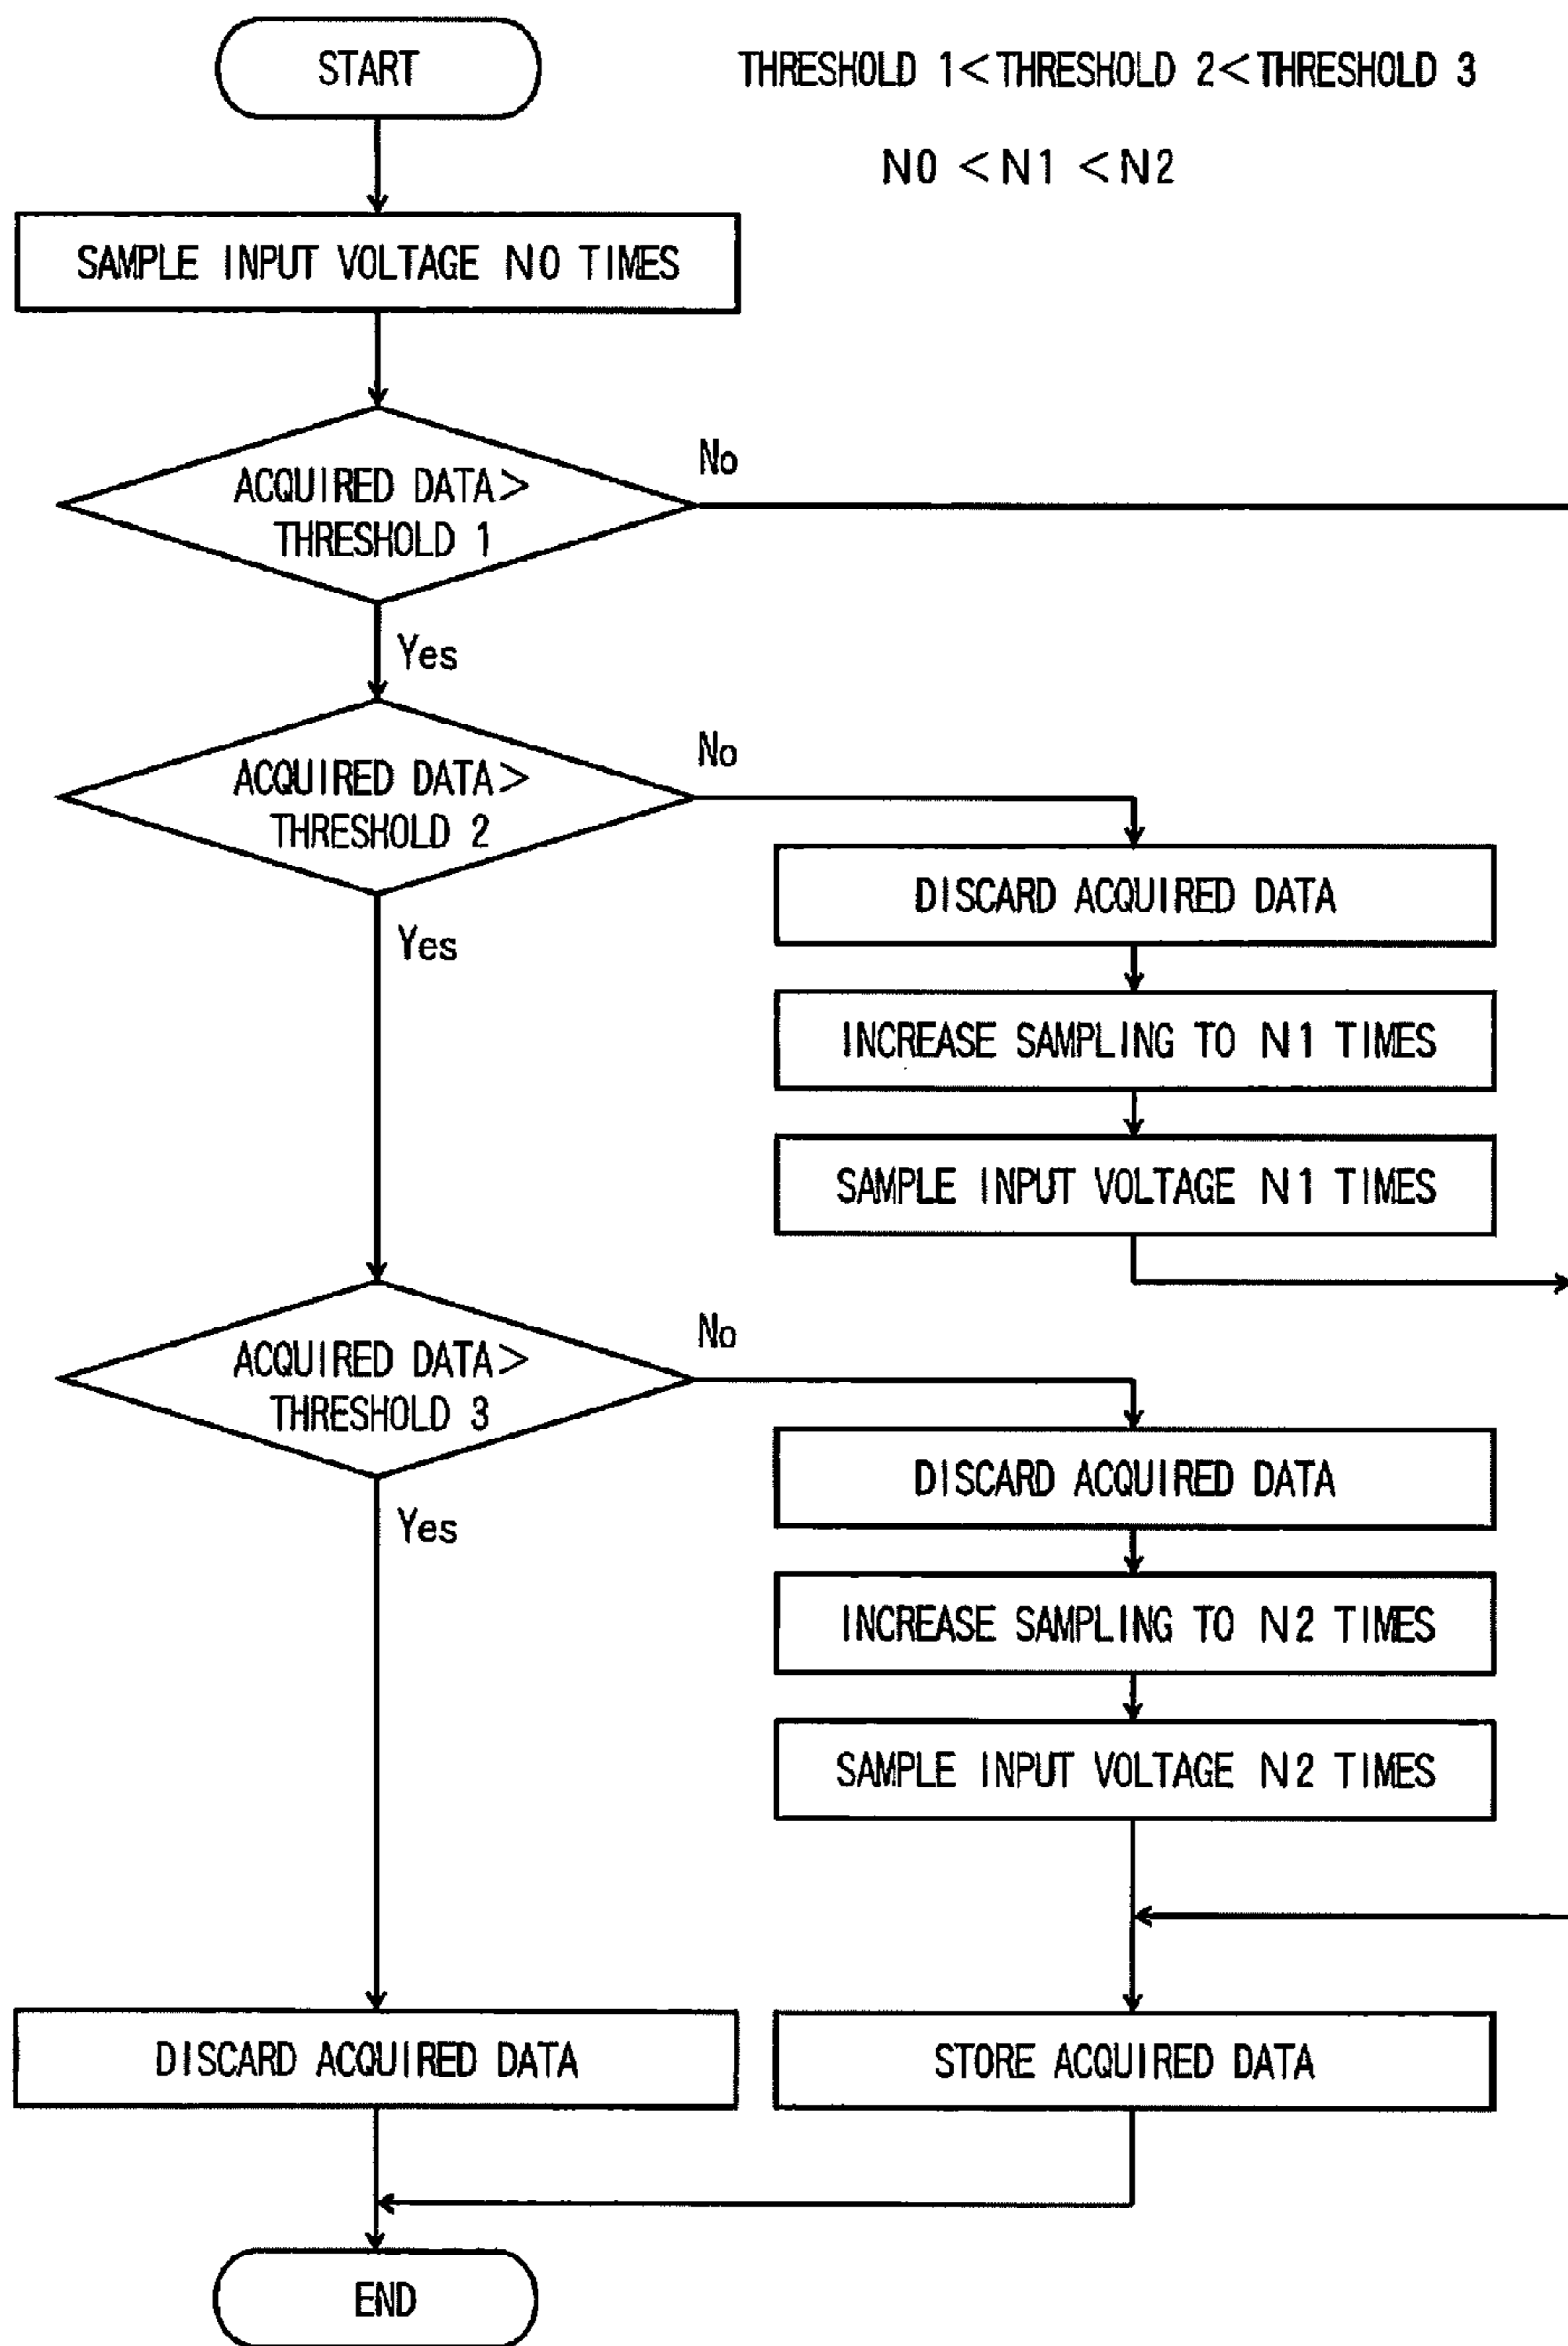 START
THRESHOLD 1<THRESHOLD 2<THRESHOLD 3
N0 <N1 <N2
SAMPLE INPUT VOLTAGE N0 TIMES
ACQUIRED DATA>
THRESHOLD 1
No
Yes
ACQUIRED DATA>
THRESHOLD 2
No
Yes
DISCARD ACQUIRED DATA
INCREASE SAMPLING TO N1 TIMES
SAMPLE INPUT VOLTAGE N1 TIMES
ACQUIRED DATA>
THRESHOLD 3
No
Yes
DISCARD ACQUIRED DATA
INCREASE SAMPLING TO N2 TIMES
SAMPLE INPUT VOLTAGE N2 TIMES
DISCARD ACQUIRED DATA
STORE ACQUIRED DATA
END